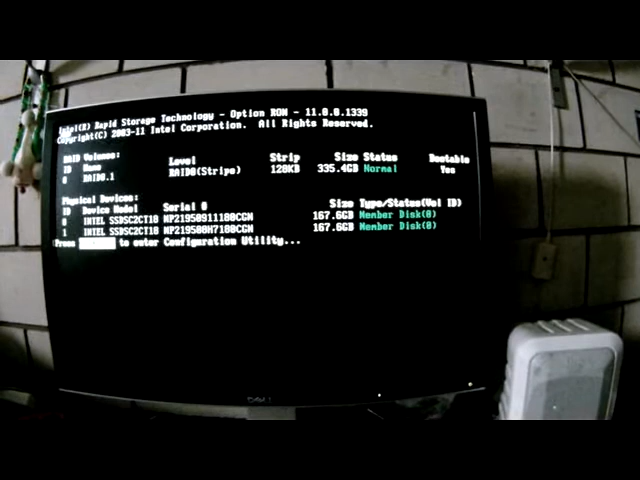 Intel(R) Rapid Storage Technology - Option ROM - 11.0.0.1339
Copyright(C) 2003-11 Intel Corporation. All Rights Reserved.
RAID Volumes:
ID Name Level Strip Size Status Bootable
0 RAID0.1 RAID0(Stripe) 128KB 335.4GB Normal Yes
Physical Devices:
ID Device Model Serial # Size Type/Status(Vol ID)
0 INTEL SSDSC2CT18 167.6GB Member Disk(0)
1 INTEL SSDSC2CT18 167.6GB Member Disk(0)
Press to enter Configuration Utility...
DELL